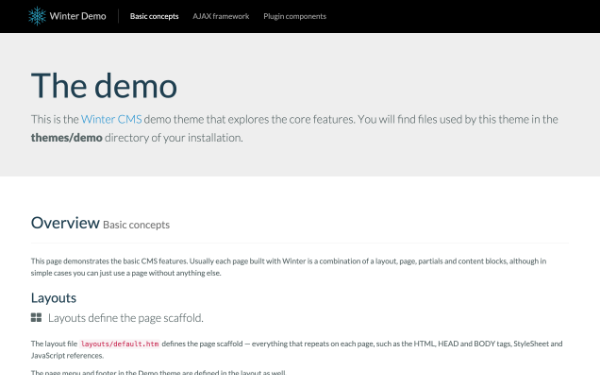 Winter Demo Basic concepts AJAX framework Plugin components
The demo
This is the Winter CMS demo theme that explores the core features. You will find files used by this theme in the
themes/demo directory of your installation.
Overview Basic concepts
This page demonstrates the basic CMS features. Usually each page built with Winter is a combination of a layout, page, partials and content blocks, although in
simple cases you can just use a page without anything else.
Layouts
Layouts define the page scaffold.
The layout file layouts/default.htm defines the page scaffold — everything that repeats on each page, such as the HTML, HEAD and BODY tags, StyleSheet and
JavaScript references.
The page menu and footer in the Demo theme are defined in the layout as well.